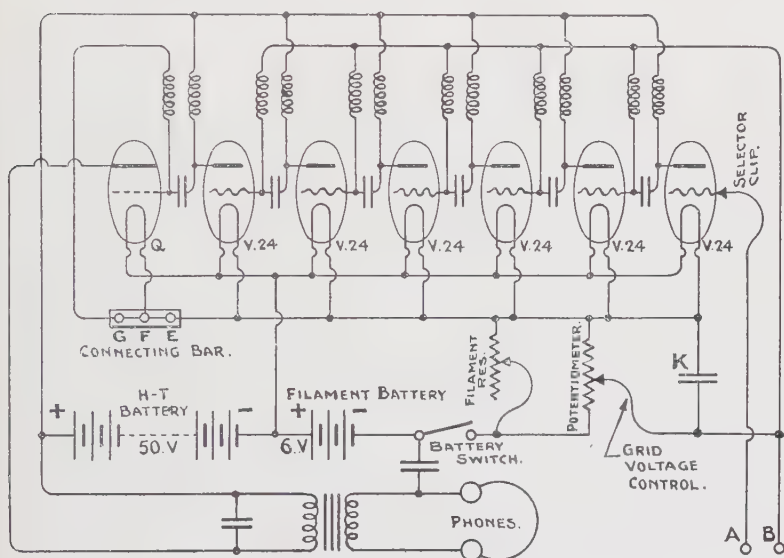 SELECTOR
CLIP.
Q
V.24
V.24
V.24
V.24
V.24
V.24
G F E
CONNECTING BAR.
FILAMENT
RES.
POTENTIOMETER.
K
+
H-T
BATTERY
-
50.V
FILAMENT BATTERY
+
-
6.V
BATTERY
SWITCH.
GRID
VOLTAGE
CONTROL.
PHONES.
A
B